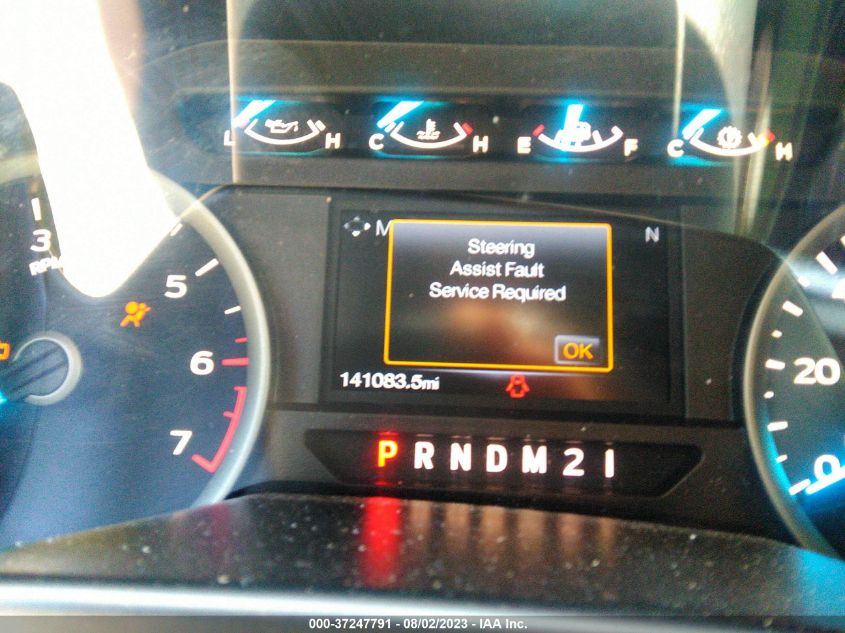 L H C H E F C H
3
RPM
5
6
7
M
N
Steering
Assist Fault
Service Required
OK
141083.5mi
P R N D M 2 1
20
0
000-37247791 - 08/02/2023 - IAA Inc.